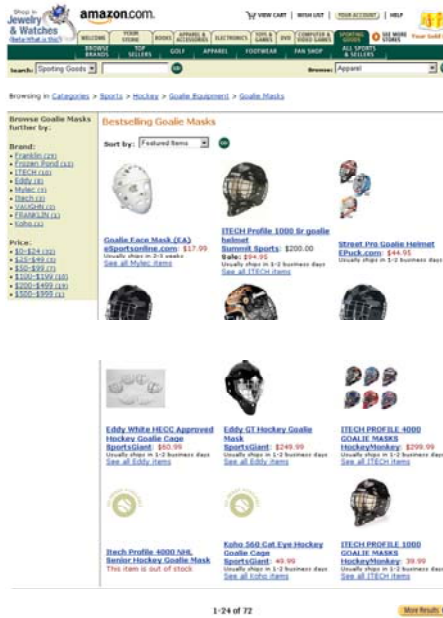 Shop in
Jewelry
& Watches
(Beta-What is this?)
amazon.com.
VIEW CART | WISH LIST | YOUR ACCOUNT | HELP
WELCOME
YOUR STORE
BOOKS
APPAREL & ACCESSORIES
ELECTRONICS
TOYS & GAMES
DVD
COMPUTER & VIDEO GAMES
SPORTING GOODS
SEE MORE STORES
Your Gold
BROWSE BRANDS
TOP SELLERS
GOLF
APPAREL
FOOTWEAR
FAN SHOP
ALL SPORTS & SELLERS
Search: Sporting Goods
GO
Browse: Apparel
Browsing in Categories > Sports > Hockey > Goalie Equipment > Goalie Masks
Browse Goalie Masks
further by:
Brand:
• Franklin (23)
• Frozen Pond (12)
• ITECH (10)
• Eddy (8)
• Mylec (3)
• Itech (2)
• VAUGHN (2)
• FRANKLIN (1)
• Koho (1)
Price:
• $0-$24 (32)
• $25-$49 (5)
• $50-$99 (7)
• $100-$199 (10)
• $200-$499 (19)
• $500-$999 (1)
Bestselling Goalie Masks
Sort by: Featured Items
GO
Goalie Face Mask (EA)
eSportsonline.com: $17.99
Usually ships in 2-3 weeks
See all Mylec items
ITECH Profile 1000 Sr goalie
helmet
Summit Sports: $200.00
Sale: $94.95
Usually ships in 1-2 business days
See all ITECH items
Street Pro Goalie Helmet
EPuck.com: $44.95
Usually ships in 1-2 business days
Eddy White HECC Approved
Hockey Goalie Cage
SportsGiant: $60.99
Usually ships in 1-2 business days
See all Eddy items
Eddy GT Hockey Goalie
Mask
SportsGiant: $249.99
Usually ships in 1-2 business days
See all Eddy items
ITECH PROFILE 4000
GOALIE MASKS
HockeyMonkey: $299.99
Usually ships in 1-2 business days
See all ITECH items
Itech Profile 4000 NHL
Senior Hockey Goalie Mask
This item is out of stock
Koho 560 Cat Eye Hockey
Goalie Cage
SportsGiant: 49.99
Usually ships in 1-2 business days
See all Koho items
ITECH PROFILE 1000
GOALIE MASKS
HockeyMonkey: 39.99
Usually ships in 1-2 business days
See all ITECH items
1-24 of 72
More Results